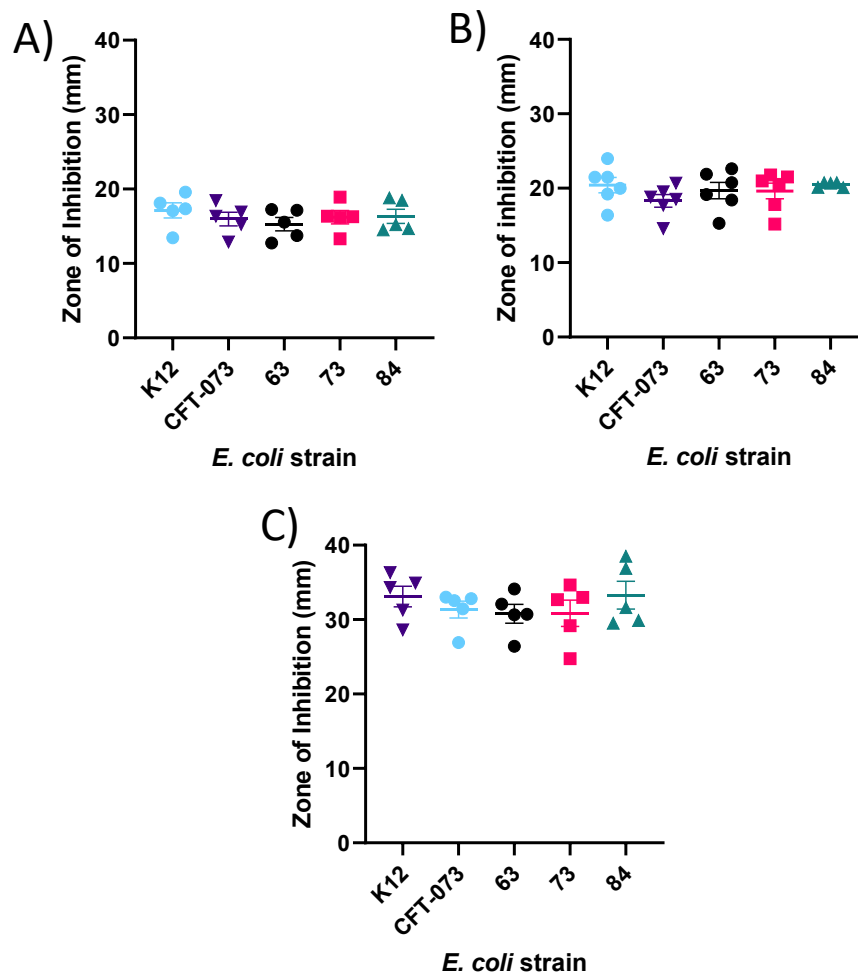 A)
Zone of Inhibition (mm)
40
30
20
10
0
K12
CFT-073
63
73
84
E. coli strain
B)
Zone of inhibition (mm)
40
30
20
10
0
K12
CFT-073
63
73
84
E. coli strain
C)
Zone of Inhibition (mm)
40
30
20
10
0
K12
CFT-073
63
73
84
E. coli strain